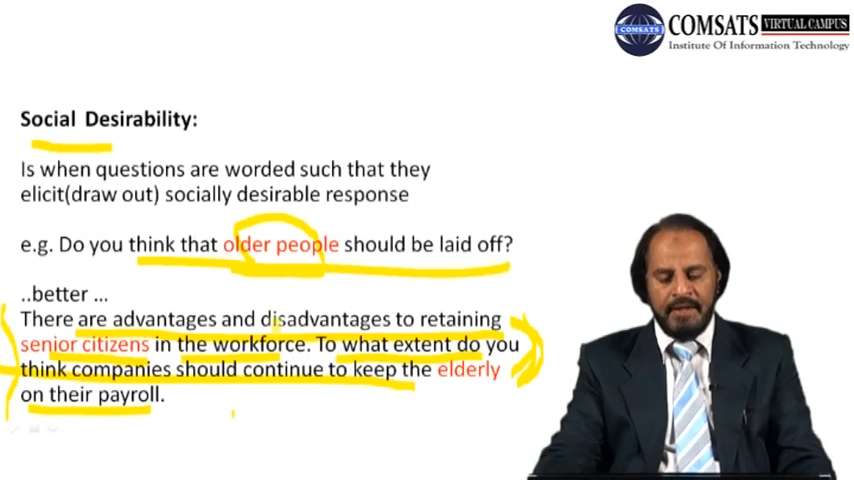 COMSATS VIRTUAL CAMPUS
COMSATS
Institute Of Information Technology
Social Desirability:
Is when questions are worded such that they
elicit(draw out) socially desirable response
e.g. Do you think that older people should be laid off?
..better ...
There are advantages and disadvantages to retaining
senior citizens in the workforce. To what extent do you
think companies should continue to keep the elderly
on their payroll.